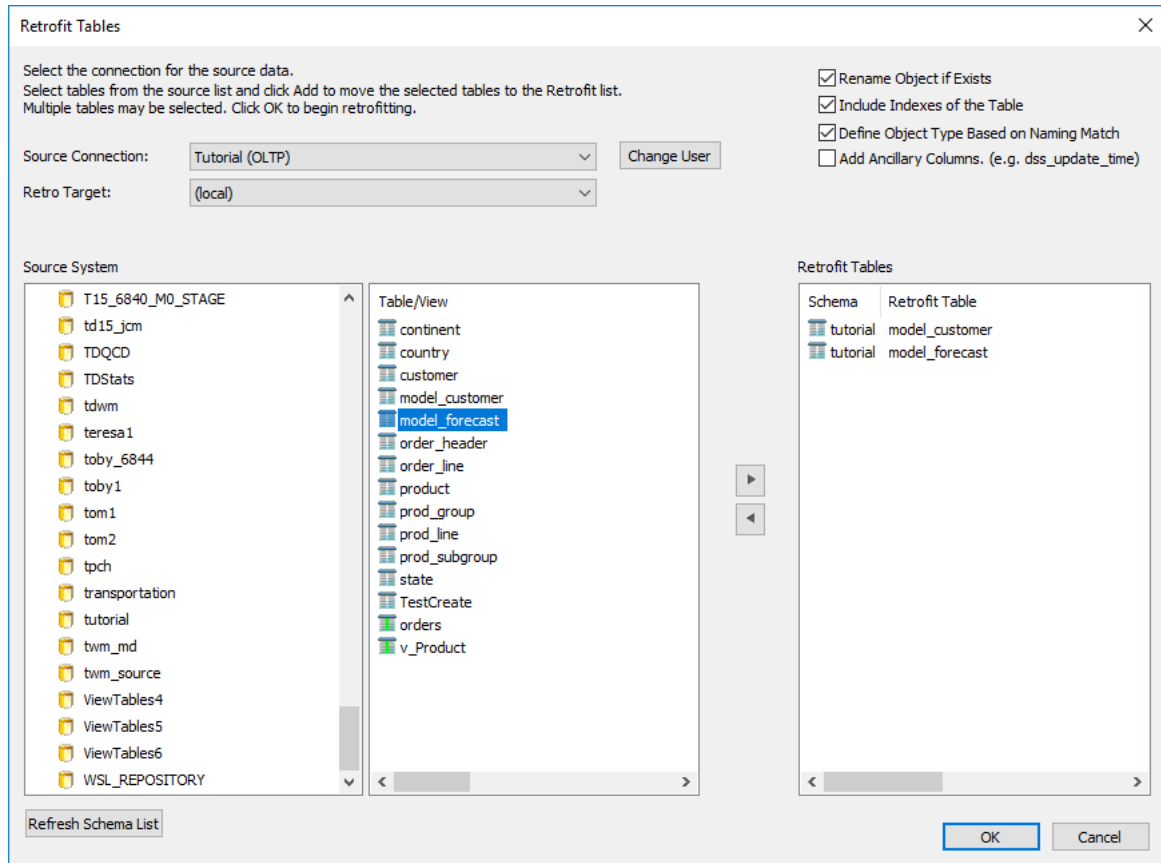 Retrofit Tables
Select the connection for the source data.
Select tables from the source list and click Add to move the selected tables to the Retrofit list.
Multiple tables may be selected. Click OK to begin retrofitting.
Rename Object if Exists
Include Indexes of the Table
Define Object Type Based on Naming Match
Add Ancillary Columns. (e.g. dss_update_time)
Source Connection:
Tutorial (OLTP)
Change User
Retro Target:
(local)
Source System
T15_6840_M0_STAGE
td15_jcm
TDQCD
TDStats
tdwm
teresa1
toby_6844
toby1
tom1
tom2
tpch
transportation
tutorial
twm_md
twm_source
ViewTables4
ViewTables5
ViewTables6
WSL_REPOSITORY
Table/View
continent
country
customer
model_customer
model_forecast
order_header
order_line
product
prod_group
prod_line
prod_subgroup
state
TestCreate
orders
v_Product
Retrofit Tables
Schema Retrofit Table
tutorial model_customer
tutorial model_forecast
Refresh Schema List
OK
Cancel